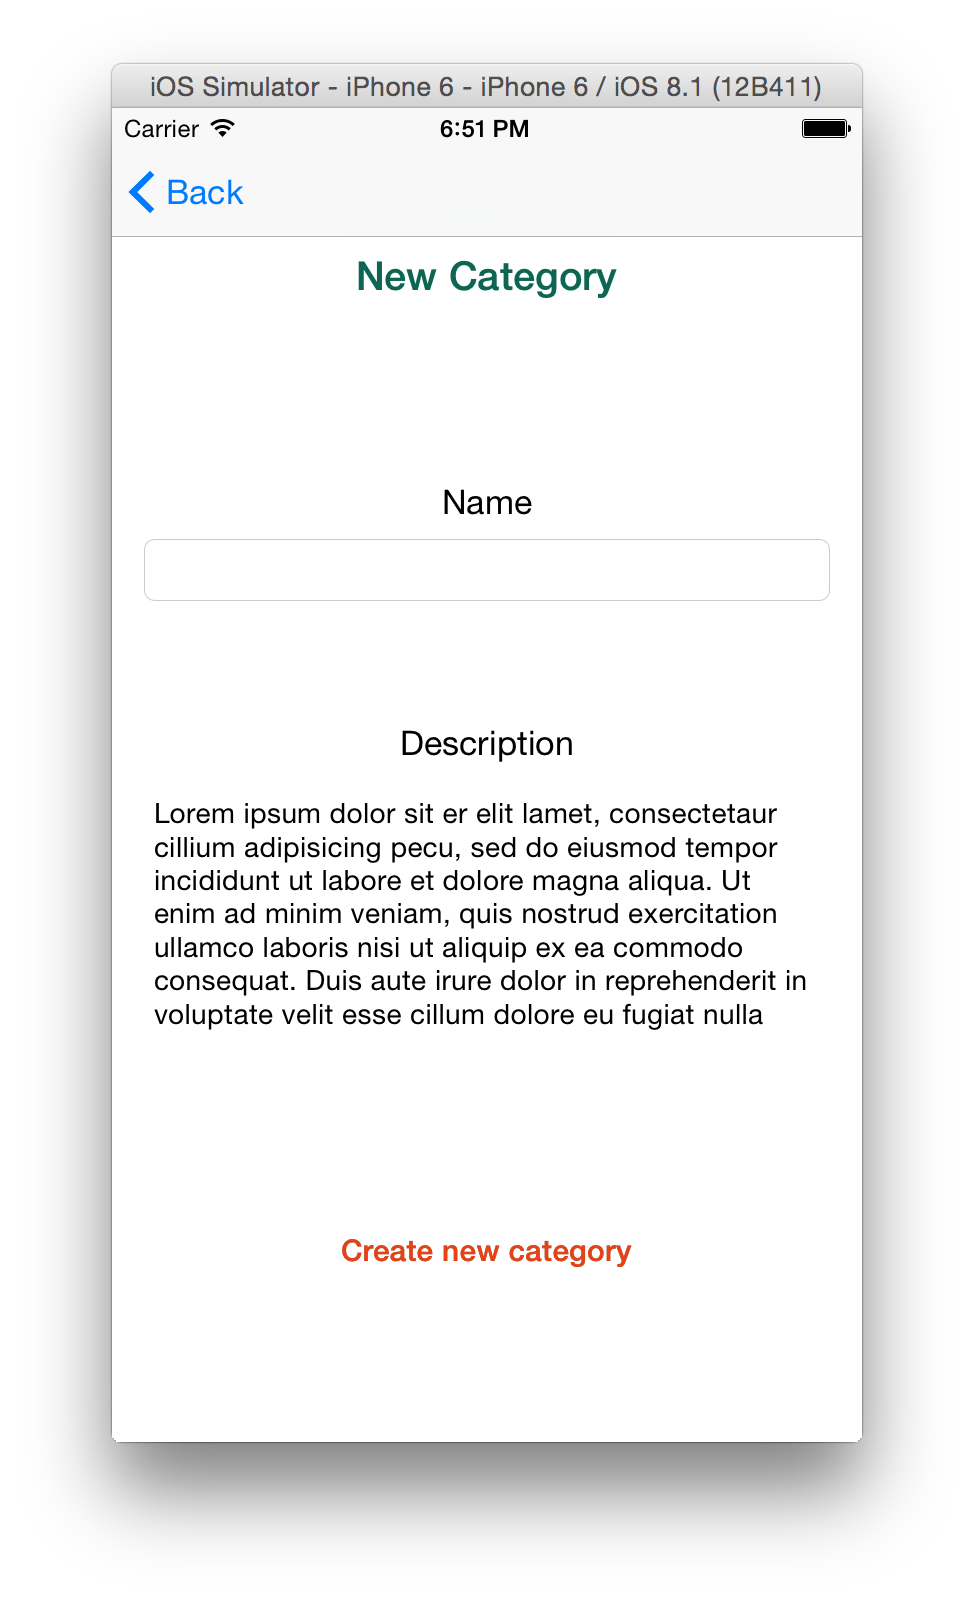 iOS Simulator - iPhone 6 - iPhone 6 / iOS 8.1 (12B411)
Carrier 6:51 PM
Back
New Category
Name
Description
Lorem ipsum dolor sit er elit lamet, consectetaur
cillium adipisicing pecu, sed do eiusmod tempor
incididunt ut labore et dolore magna aliqua. Ut
enim ad minim veniam, quis nostrud exercitation
ullamco laboris nisi ut aliquip ex ea commodo
consequat. Duis aute irure dolor in reprehenderit in
voluptate velit esse cillum dolore eu fugiat nulla
Create new category